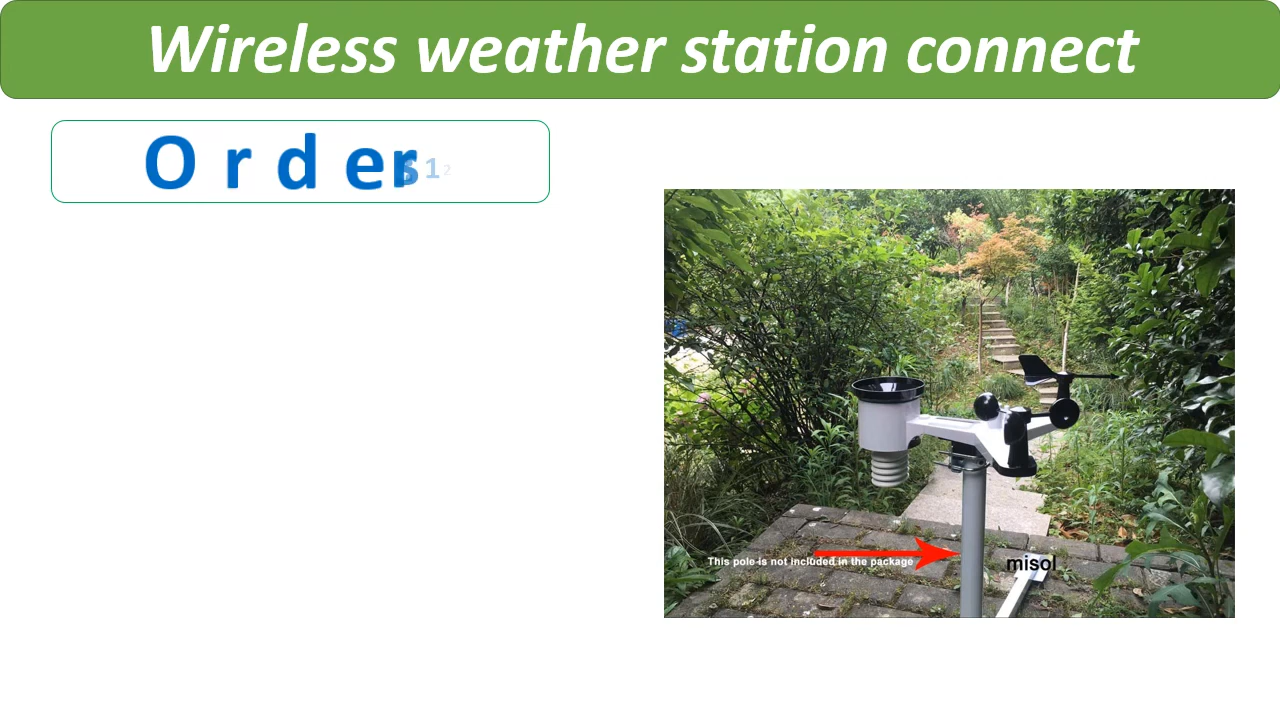 Wireless weather station connect
Order
This pole is not included in the package
misol